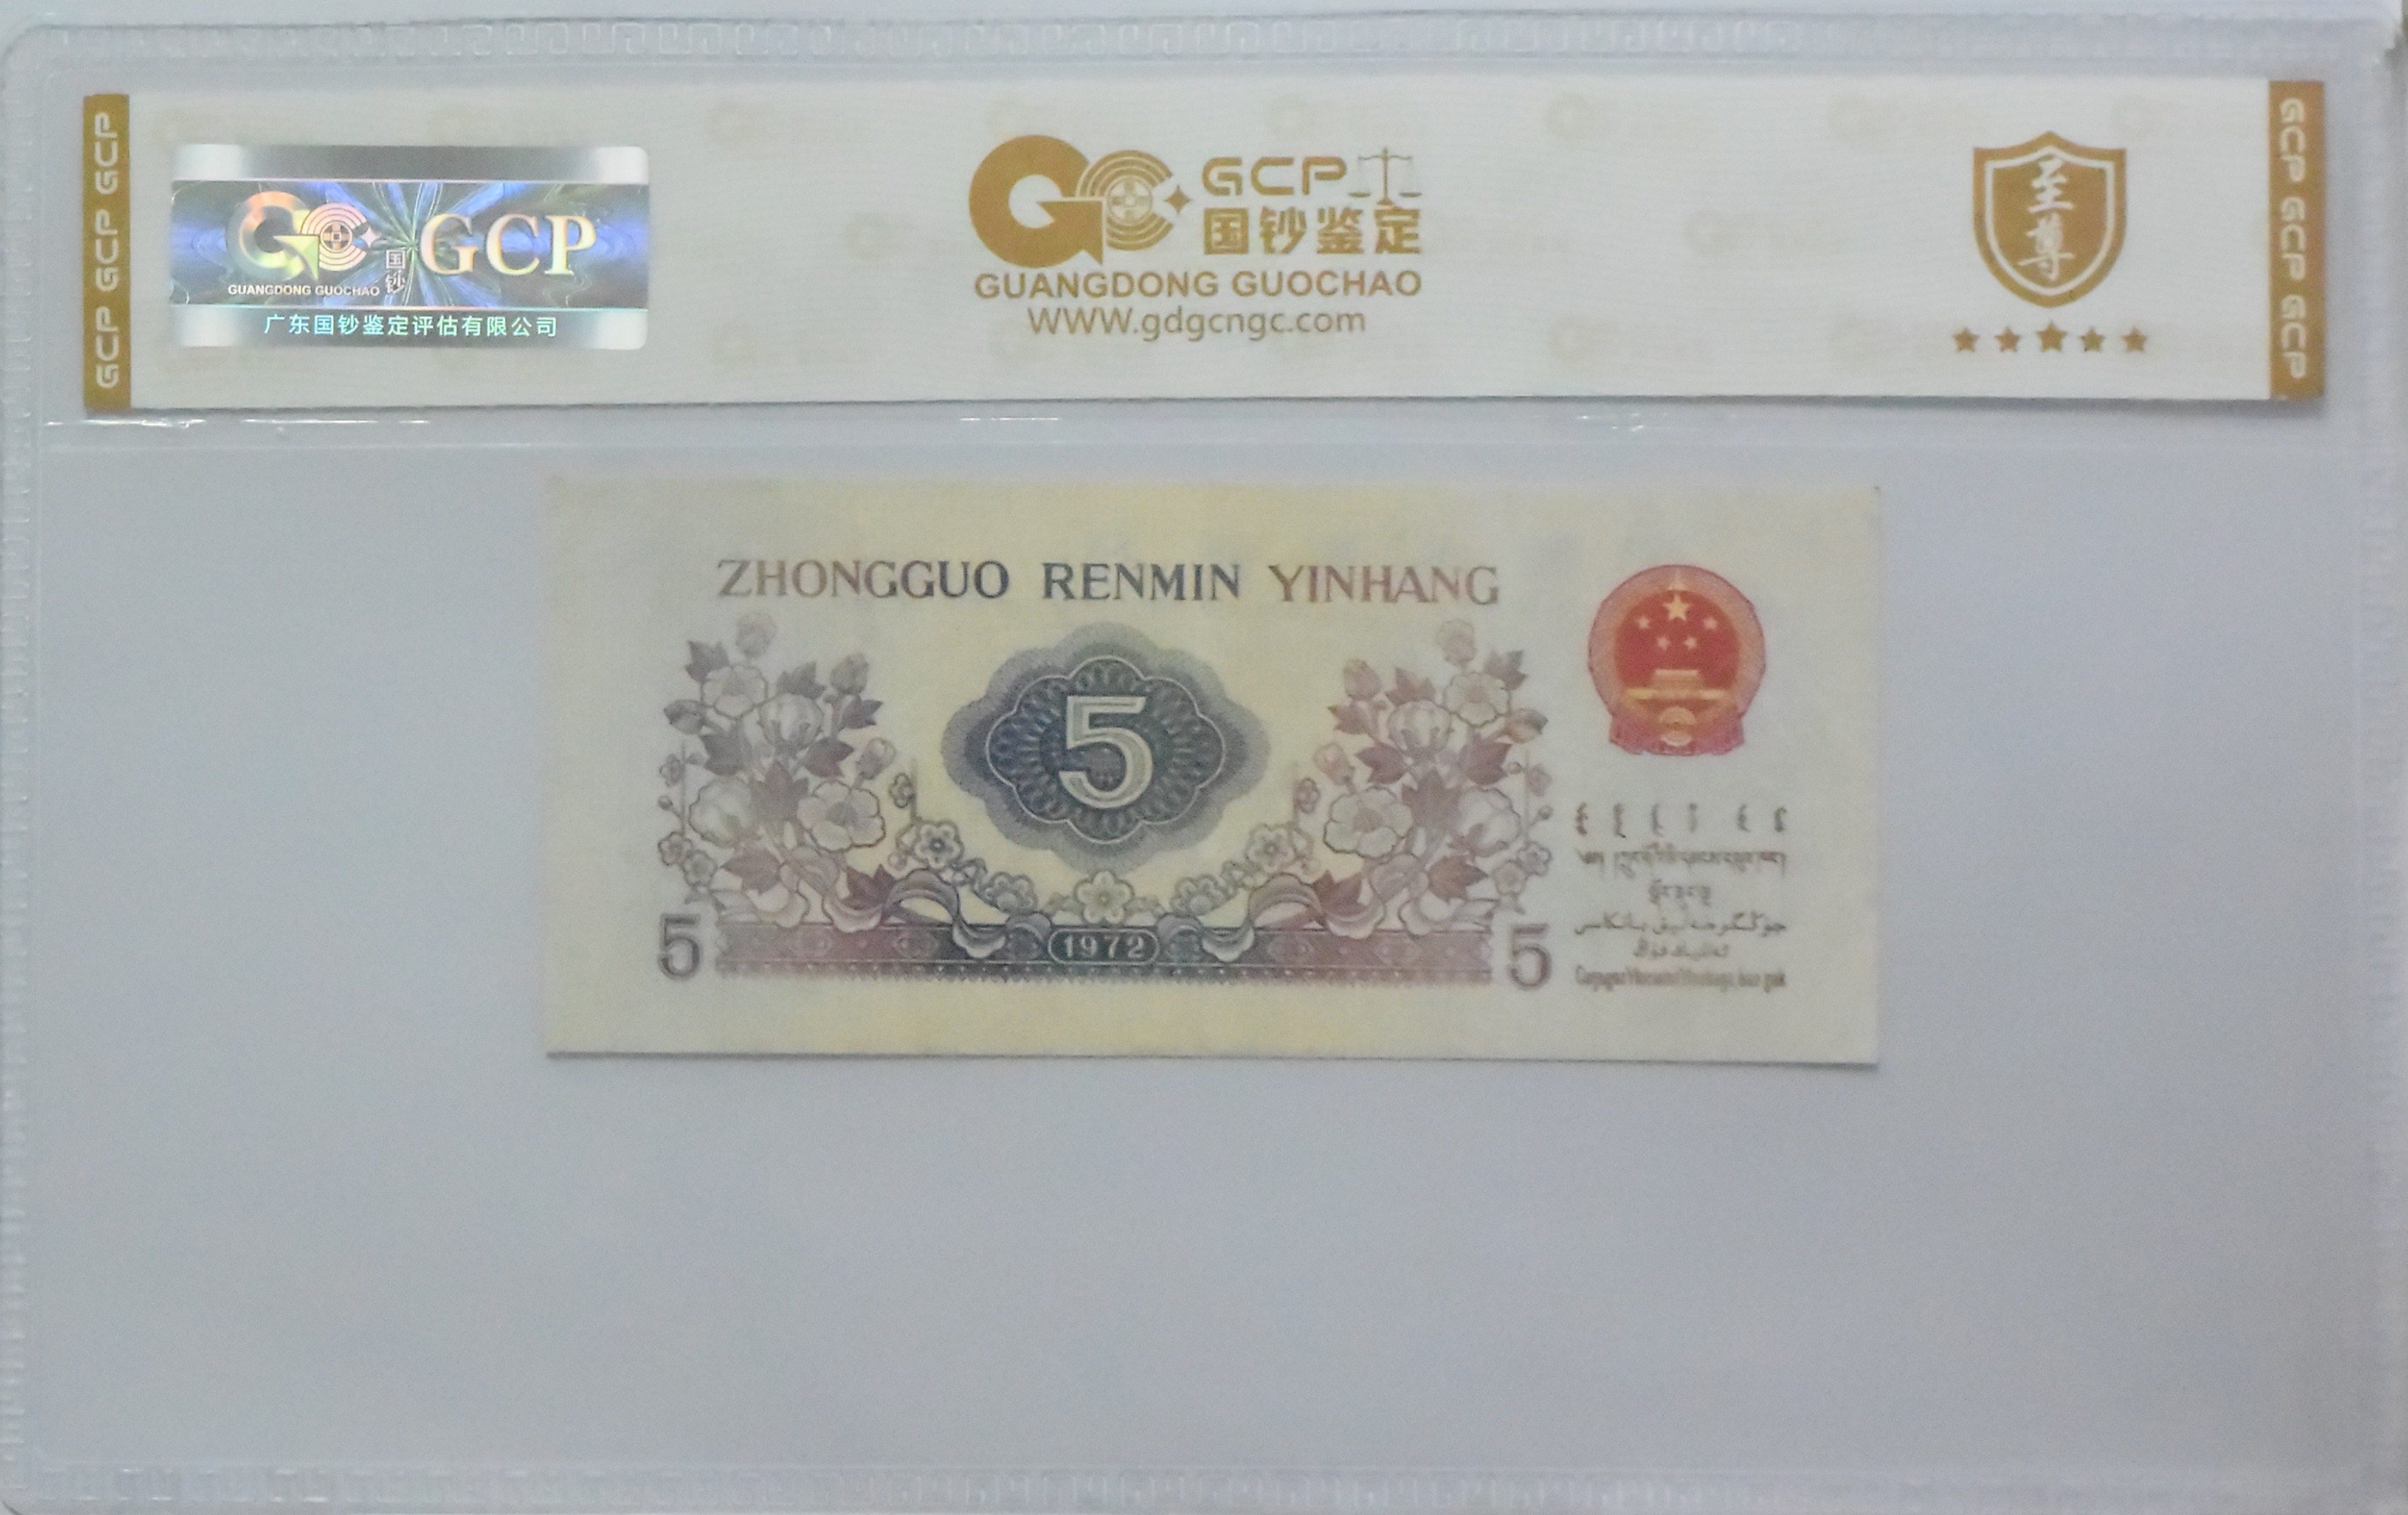 GCP GCP GCP
GCP
国钞
GUANGDONG GUOCHAO
广东国钞鉴定评估有限公司
GCP
国钞鉴定
GUANGDONG GUOCHAO
WWW.gdgcngc.com
至尊
GCP GCP GCP
ZHONGGUO RENMIN YINHANG
5
5
1972
5